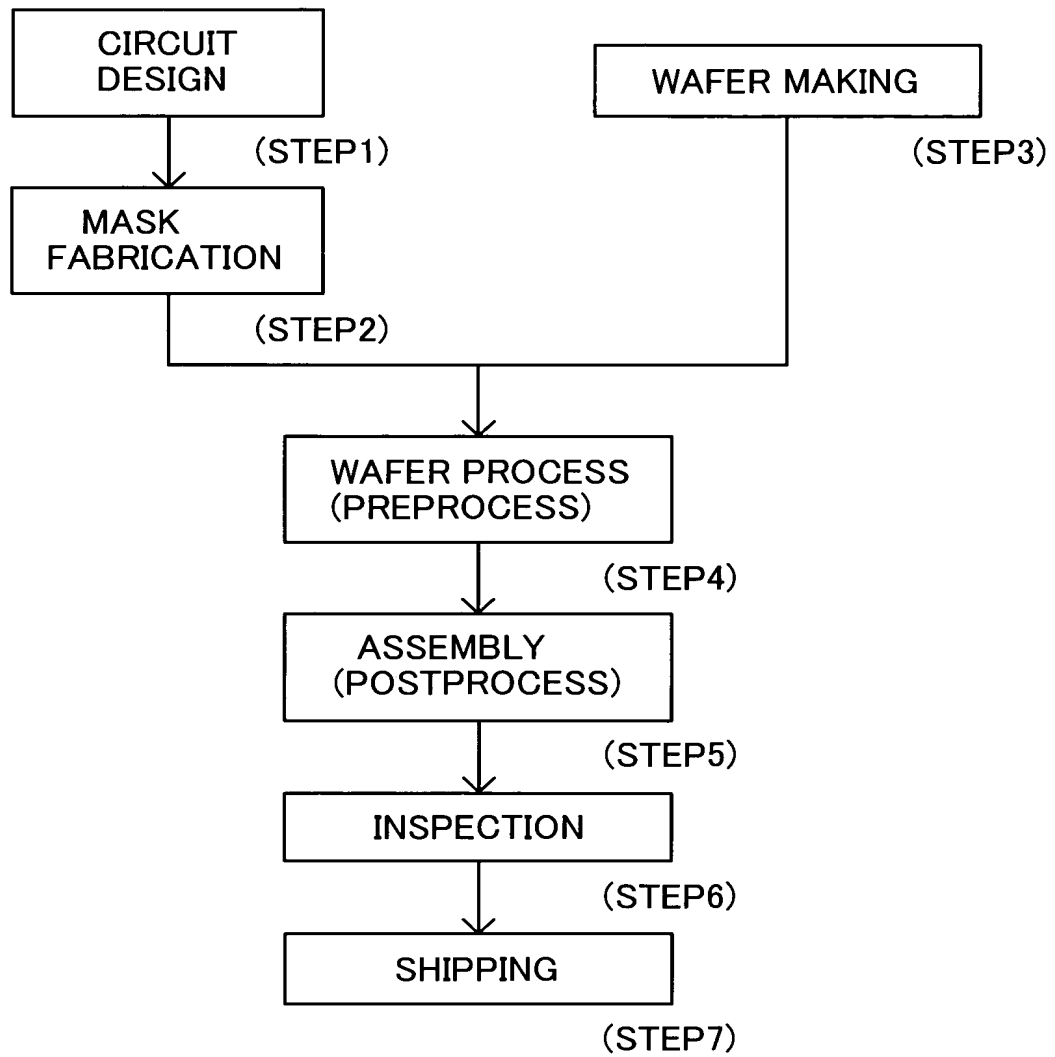 CIRCUIT
DESIGN
WAFER MAKING
(STEP1)
(STEP3)
MASK
FABRICATION
(STEP2)
WAFER PROCESS
(PREPROCESS)
(STEP4)
ASSEMBLY
(POSTPROCESS)
(STEP5)
INSPECTION
(STEP6)
SHIPPING
(STEP7)